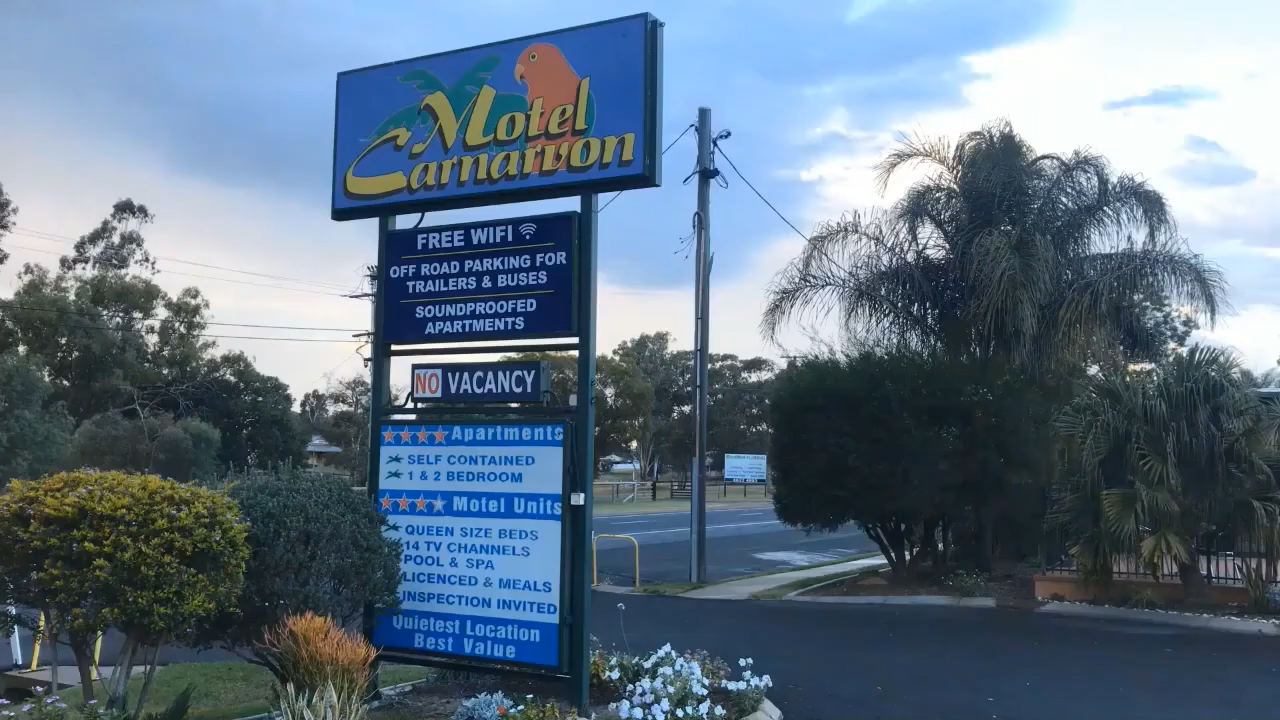 Motel
Carnarvon
FREE WIFI
OFF ROAD PARKING FOR
TRAILERS & BUSES
SOUNDPROOFED
APARTMENTS
NO VACANCY
Apartments
SELF CONTAINED
1 & 2 BEDROOM
Motel Units
QUEEN SIZE BEDS
14 TV CHANNELS
POOL & SPA
LICENCED & MEALS
INSPECTION INVITED
Quietest Location
Best Value